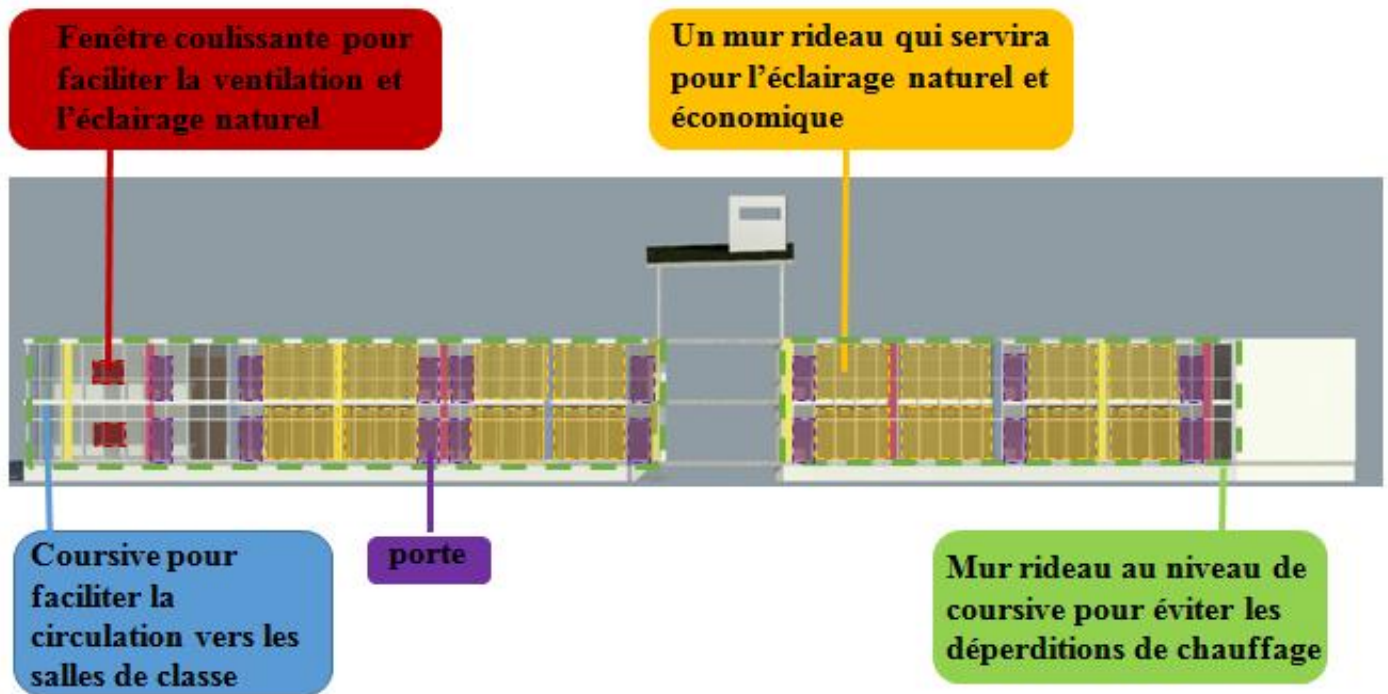 Fenêtre coulissante pour
faciliter la ventilation et
l'éclairage naturel
Un mur rideau qui servira
pour l'éclairage naturel et
économique
Coursive pour
faciliter la
circulation vers les
salles de classe
porte
Mur rideau au niveau de
coursive pour éviter les
déperditions de chauffage